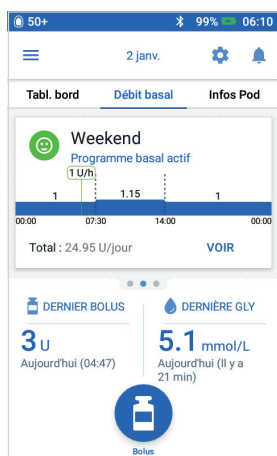 50+ 99% 06:10
2 janv.
Tabl. bord Débit basal Infos Pod
Weekend
Programme basal actif
1 U/h
1 1.15 1
00:00 07:30 14:00 00:00
Total : 24.95 U/jour VOIR
DERNIER BOLUS
3 U
Aujourd'hui (04:47)
DERNIÈRE GLY
5.1 mmol/L
Aujourd'hui (Il y a
21 min)
Bolus